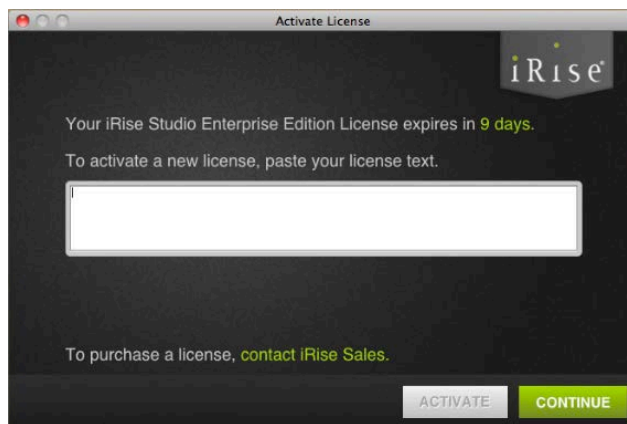 Activate License
iRise®
Your iRise Studio Enterprise Edition License expires in 9 days.
To activate a new license, paste your license text.
To purchase a license, contact iRise Sales.
ACTIVATE
CONTINUE